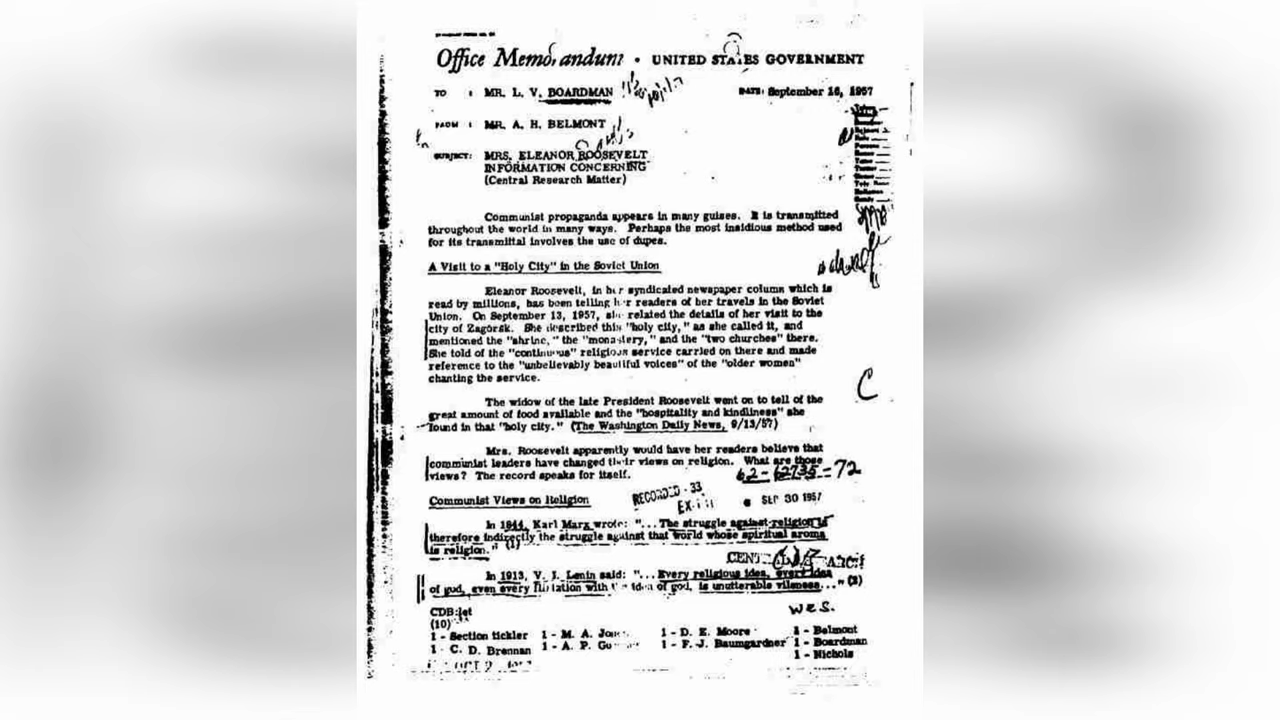 Office Memorandum • UNITED STATES GOVERNMENT
TO : MR. L. V. BOARDMAN
DATE: September 16, 1957
FROM : MR. A. H. BELMONT
SUBJECT: MRS. ELEANOR ROOSEVELT
INFORMATION CONCERNING
(Central Research Matter)
Communist propaganda appears in many guises. It is transmitted
throughout the world in many ways. Perhaps the most insidious method used
for its transmittal involves the use of dupes.
A Visit to a "Holy City" in the Soviet Union
Eleanor Roosevelt, in her syndicated newspaper column which is
read by millions, has been telling her readers of her travels in the Soviet
Union. On September 13, 1957, she related the details of her visit to the
city of Zagorsk. She described this "holy city," as she called it, and
mentioned the "shrine," the "monastery," and the "two churches" there.
She told of the "continuous" religious service carried on there and made
reference to the "unbelievably beautiful voices" of the "older women"
chanting the service.
The widow of the late President Roosevelt went on to tell of the
great amount of food available and the "hospitality and kindliness" she
found in that "holy city." (The Washington Daily News, 9/13/57)
Mrs. Roosevelt apparently would have her readers believe that
communist leaders have changed their views on religion. What are those
views? The record speaks for itself.
62-62735-72
Communist Views on Religion
RECORDED - 33
SEP 30 1957
In 1844, Karl Marx wrote: "... The struggle against religion is
therefore indirectly the struggle against that world whose spiritual aroma
is religion." (1)
In 1913, V. I. Lenin said: "... Every religious idea, every idea
of god, even every flirtation with the idea of god, is unutterable vileness..." (2)
CDB:jet
(10)
1 - Section tickler 1 - M. A. 1 - D. E. Moore 1 - Belmont
1 - C. D. Brennan 1 - A. P. 1 - F. J. Baumgardner 1 - Boardman
1 - Nichols